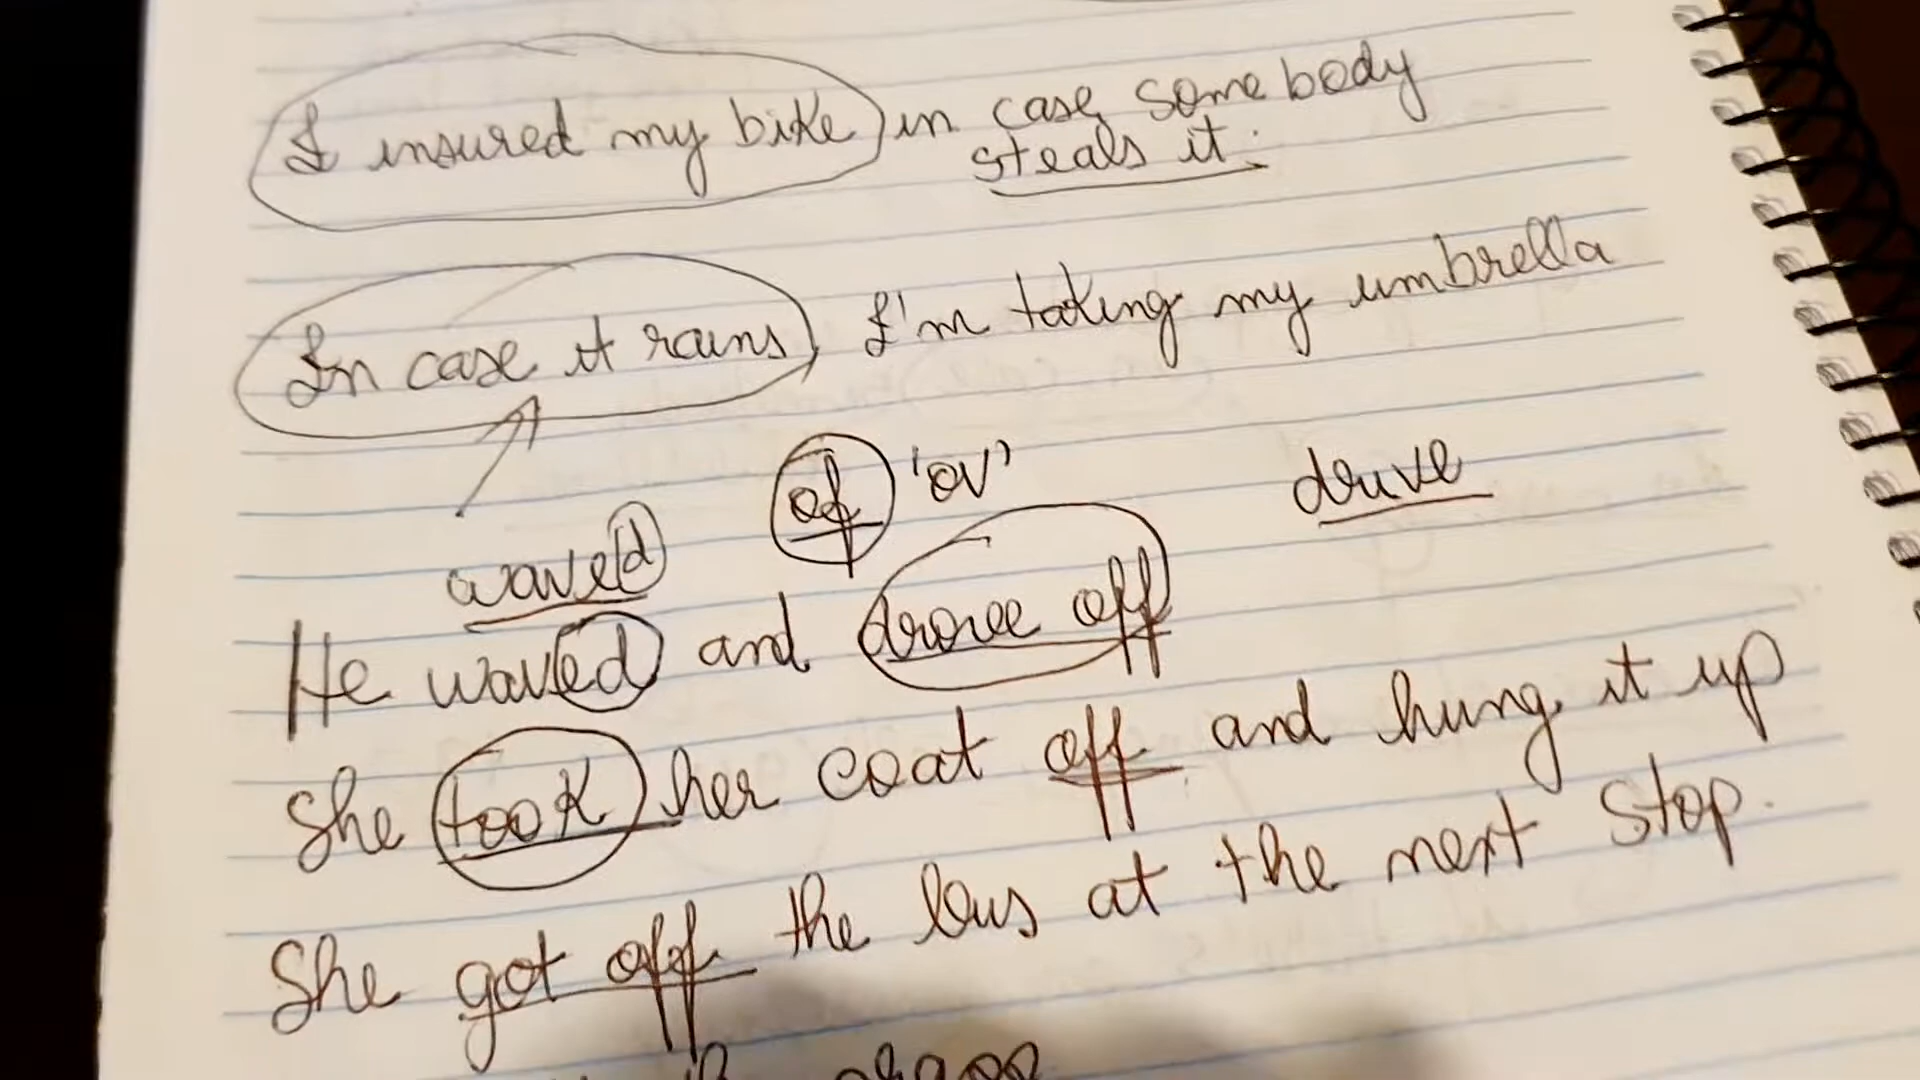 I insured my bike in case somebody
steals it.
In case it rains, I'm taking my umbrella
of 'ov' drive
waved
He waved and drove off
She took her coat off and hung it up
She got off the bus at the next stop.